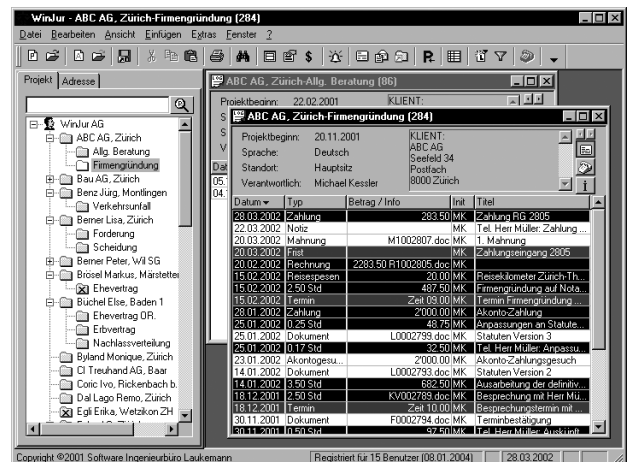 WinJur - ABC AG, Zürich-Firmengründung (284)
Datei Bearbeiten Ansicht Einfügen Extras Fenster ?
Projekt Adresse
WinJur AG
ABC AG, Zürich
Allg. Beratung
Firmengründung
Bau AG, Zürich
Benz Jürg, Montlingen
Verkehrsunfall
Berner Lisa, Zürich
Forderung
Scheidung
Berner Peter, Wil SG
Brösel Markus, Märstetten
Ehevertrag
Büchel Else, Baden 1
Ehevertrag OR.
Erbvertrag
Nachlassverteilung
Byland Monique, Zürich
CI Treuhand AG, Baar
Coric Ivo, Rickenbach b.
Dal Lago Remo, Zürich
Egli Erika, Wetzikon ZH
ABC AG, Zürich-Allg. Beratung (86)
Projektbeginn: 22.02.2001 KLIENT:
ABC AG, Zürich-Firmengründung (284)
Projektbeginn: 20.11.2001 KLIENT:
Sprache: Deutsch ABC AG
Standort: Hauptsitz Seefeld 34
Postfach
Verantwortlich: Michael Kessler 8000 Zürich
Datum Typ Betrag / Info Init Titel
28.03.2002 Zahlung 283.50 MK Zahlung RG 2805
22.03.2002 Notiz MK Tel. Herr Müller: Zahlung ...
20.03.2002 Mahnung M1002807.doc MK 1. Mahnung
20.03.2002 Frist MK Zahlungseingang 2805
20.02.2002 Rechnung 2283.50 R1002805.doc MK
15.02.2002 Reisespesen 20.00 MK Reisekilometer Zürich-Th...
15.02.2002 2.50 Std 487.50 MK Firmengründung auf Nota...
15.02.2002 Termin Zeit 09.00 MK Termin Firmengründung ...
28.01.2002 Zahlung 2'000.00 MK Akonto-Zahlung
25.01.2002 0.25 Std 48.75 MK Anpassungen an Statute...
25.01.2002 Dokument L0002799.doc MK Statuten Version 3
25.01.2002 0.17 Std 32.50 MK Tel. Herr Müller: Anpassu...
23.01.2002 Akontogesu... 2'000.00 MK Akonto-Zahlungsgesuch
14.01.2002 Dokument L0002793.doc MK Statuten Version 2
14.01.2002 3.50 Std 682.50 MK Ausarbeitung der definitiv...
18.12.2001 2.50 Std KV002789.doc MK Besprechung mit Herr Mü...
18.12.2001 Termin Zeit 10.00 MK Besprechungstermin mit ...
30.11.2001 Dokument F0002794.doc MK Terminbestätigung
30.11.2001 0.50 Std 97.50 MK Tel. Herr Müller: Auskünft...
Copyright ©2001 Software Ingenieurbüro Laukemann Registriert für 15 Benutzer (08.01.2004) 28.03.2002